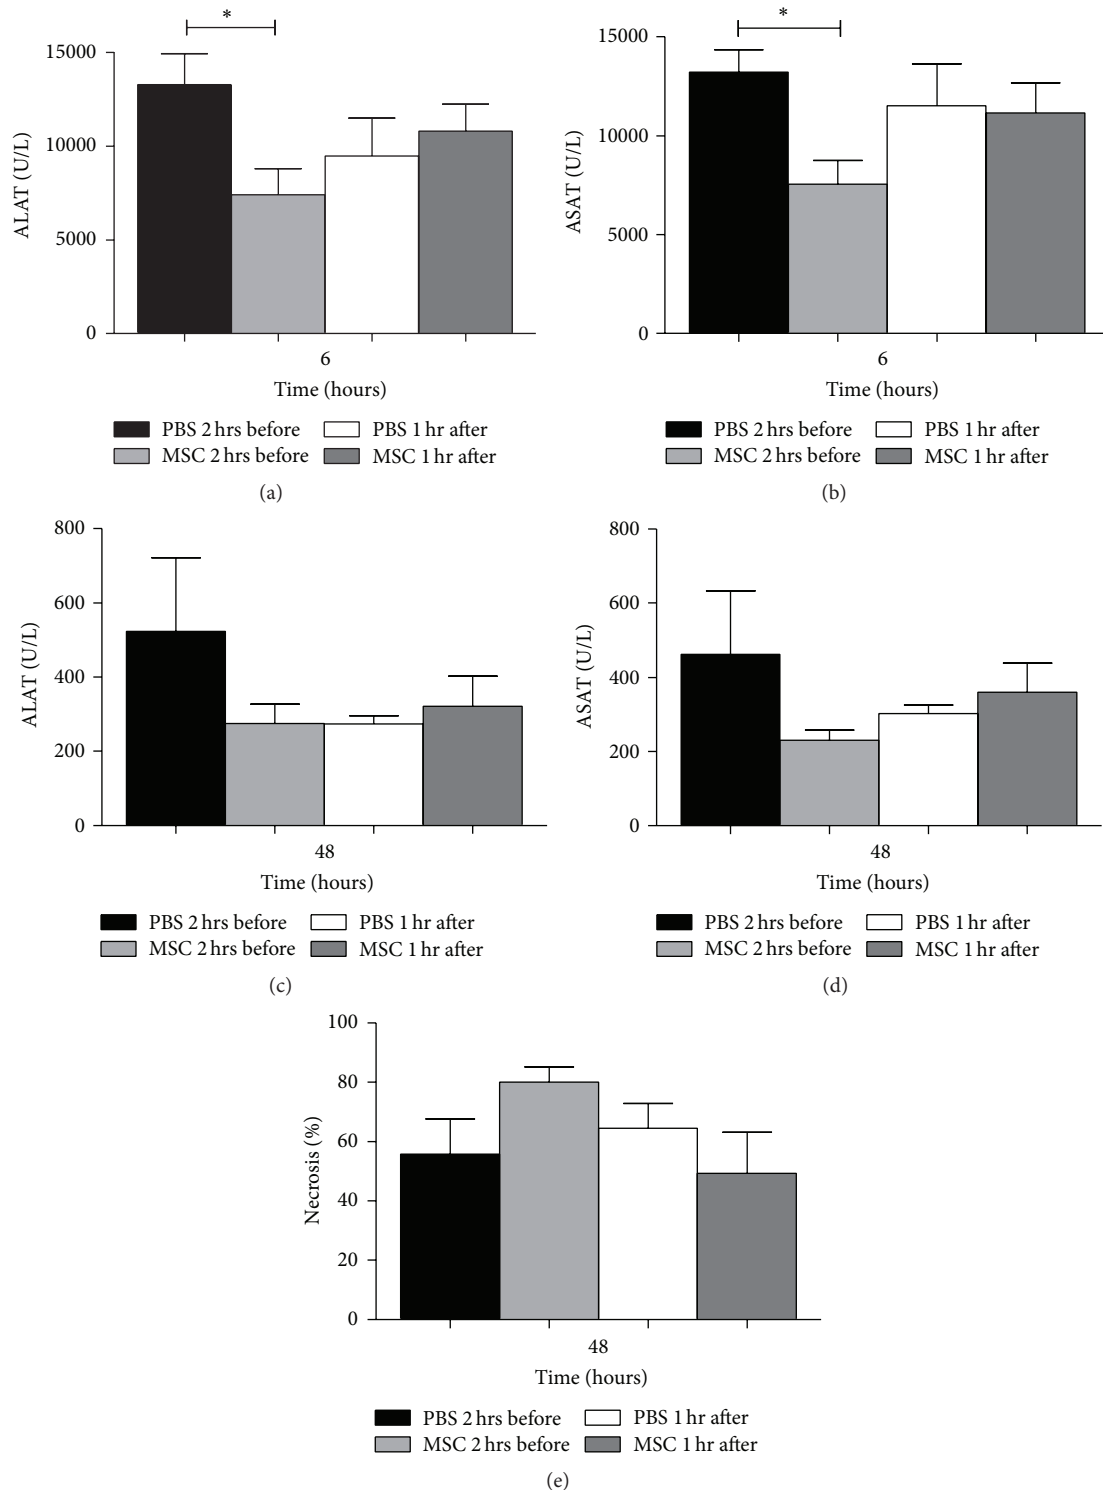 *
15000
10000
5000
0
ALAT (U/L)
6
Time (hours)
PBS 2 hrs before PBS 1 hr after
MSC 2 hrs before MSC 1 hr after
(a)
*
15000
10000
5000
0
ASAT (U/L)
6
Time (hours)
PBS 2 hrs before PBS 1 hr after
MSC 2 hrs before MSC 1 hr after
(b)
800
600
400
200
0
ALAT (U/L)
48
Time (hours)
PBS 2 hrs before PBS 1 hr after
MSC 2 hrs before MSC 1 hr after
(c)
800
600
400
200
0
ASAT (U/L)
48
Time (hours)
PBS 2 hrs before PBS 1 hr after
MSC 2 hrs before MSC 1 hr after
(d)
100
80
60
40
20
0
Necrosis (%)
48
Time (hours)
PBS 2 hrs before PBS 1 hr after
MSC 2 hrs before MSC 1 hr after
(e)